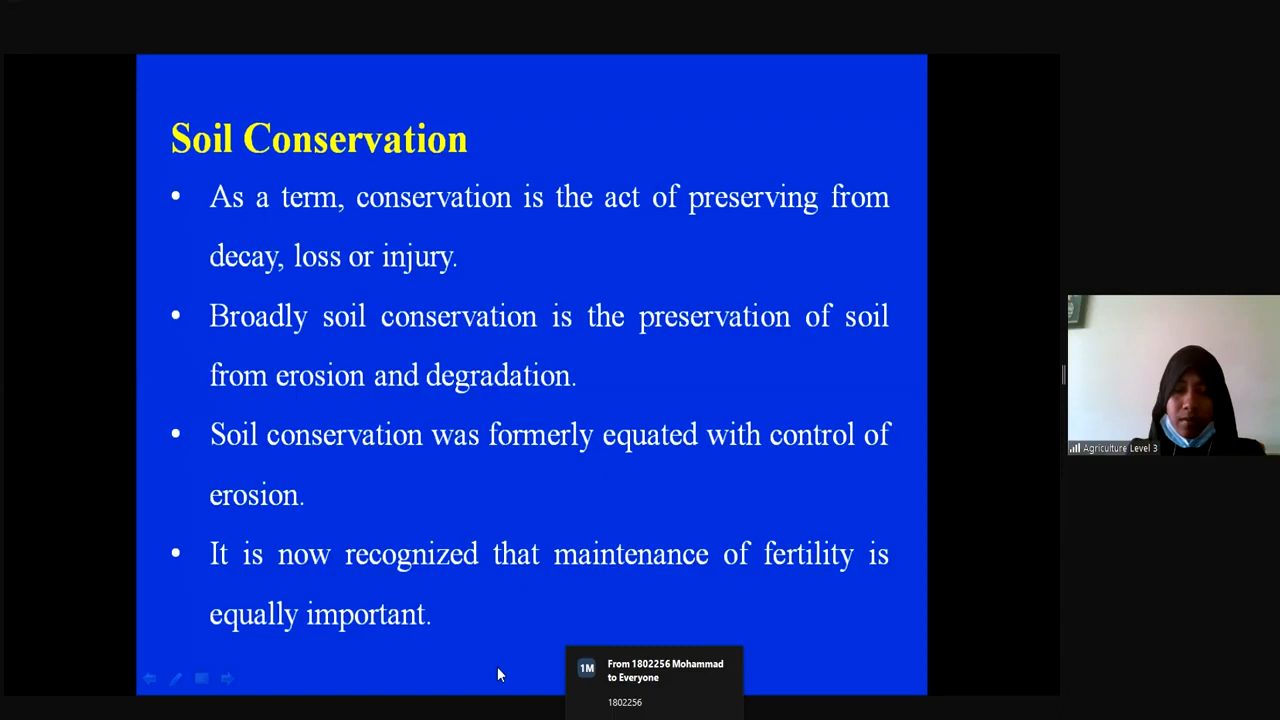 Soil Conservation
• As a term, conservation is the act of preserving from
decay, loss or injury.
• Broadly soil conservation is the preservation of soil
from erosion and degradation.
• Soil conservation was formerly equated with control of
erosion.
• It is now recognized that maintenance of fertility is
equally important.
Agriculture Level 3
1M
From 1802256 Mohammad
to Everyone
1802256